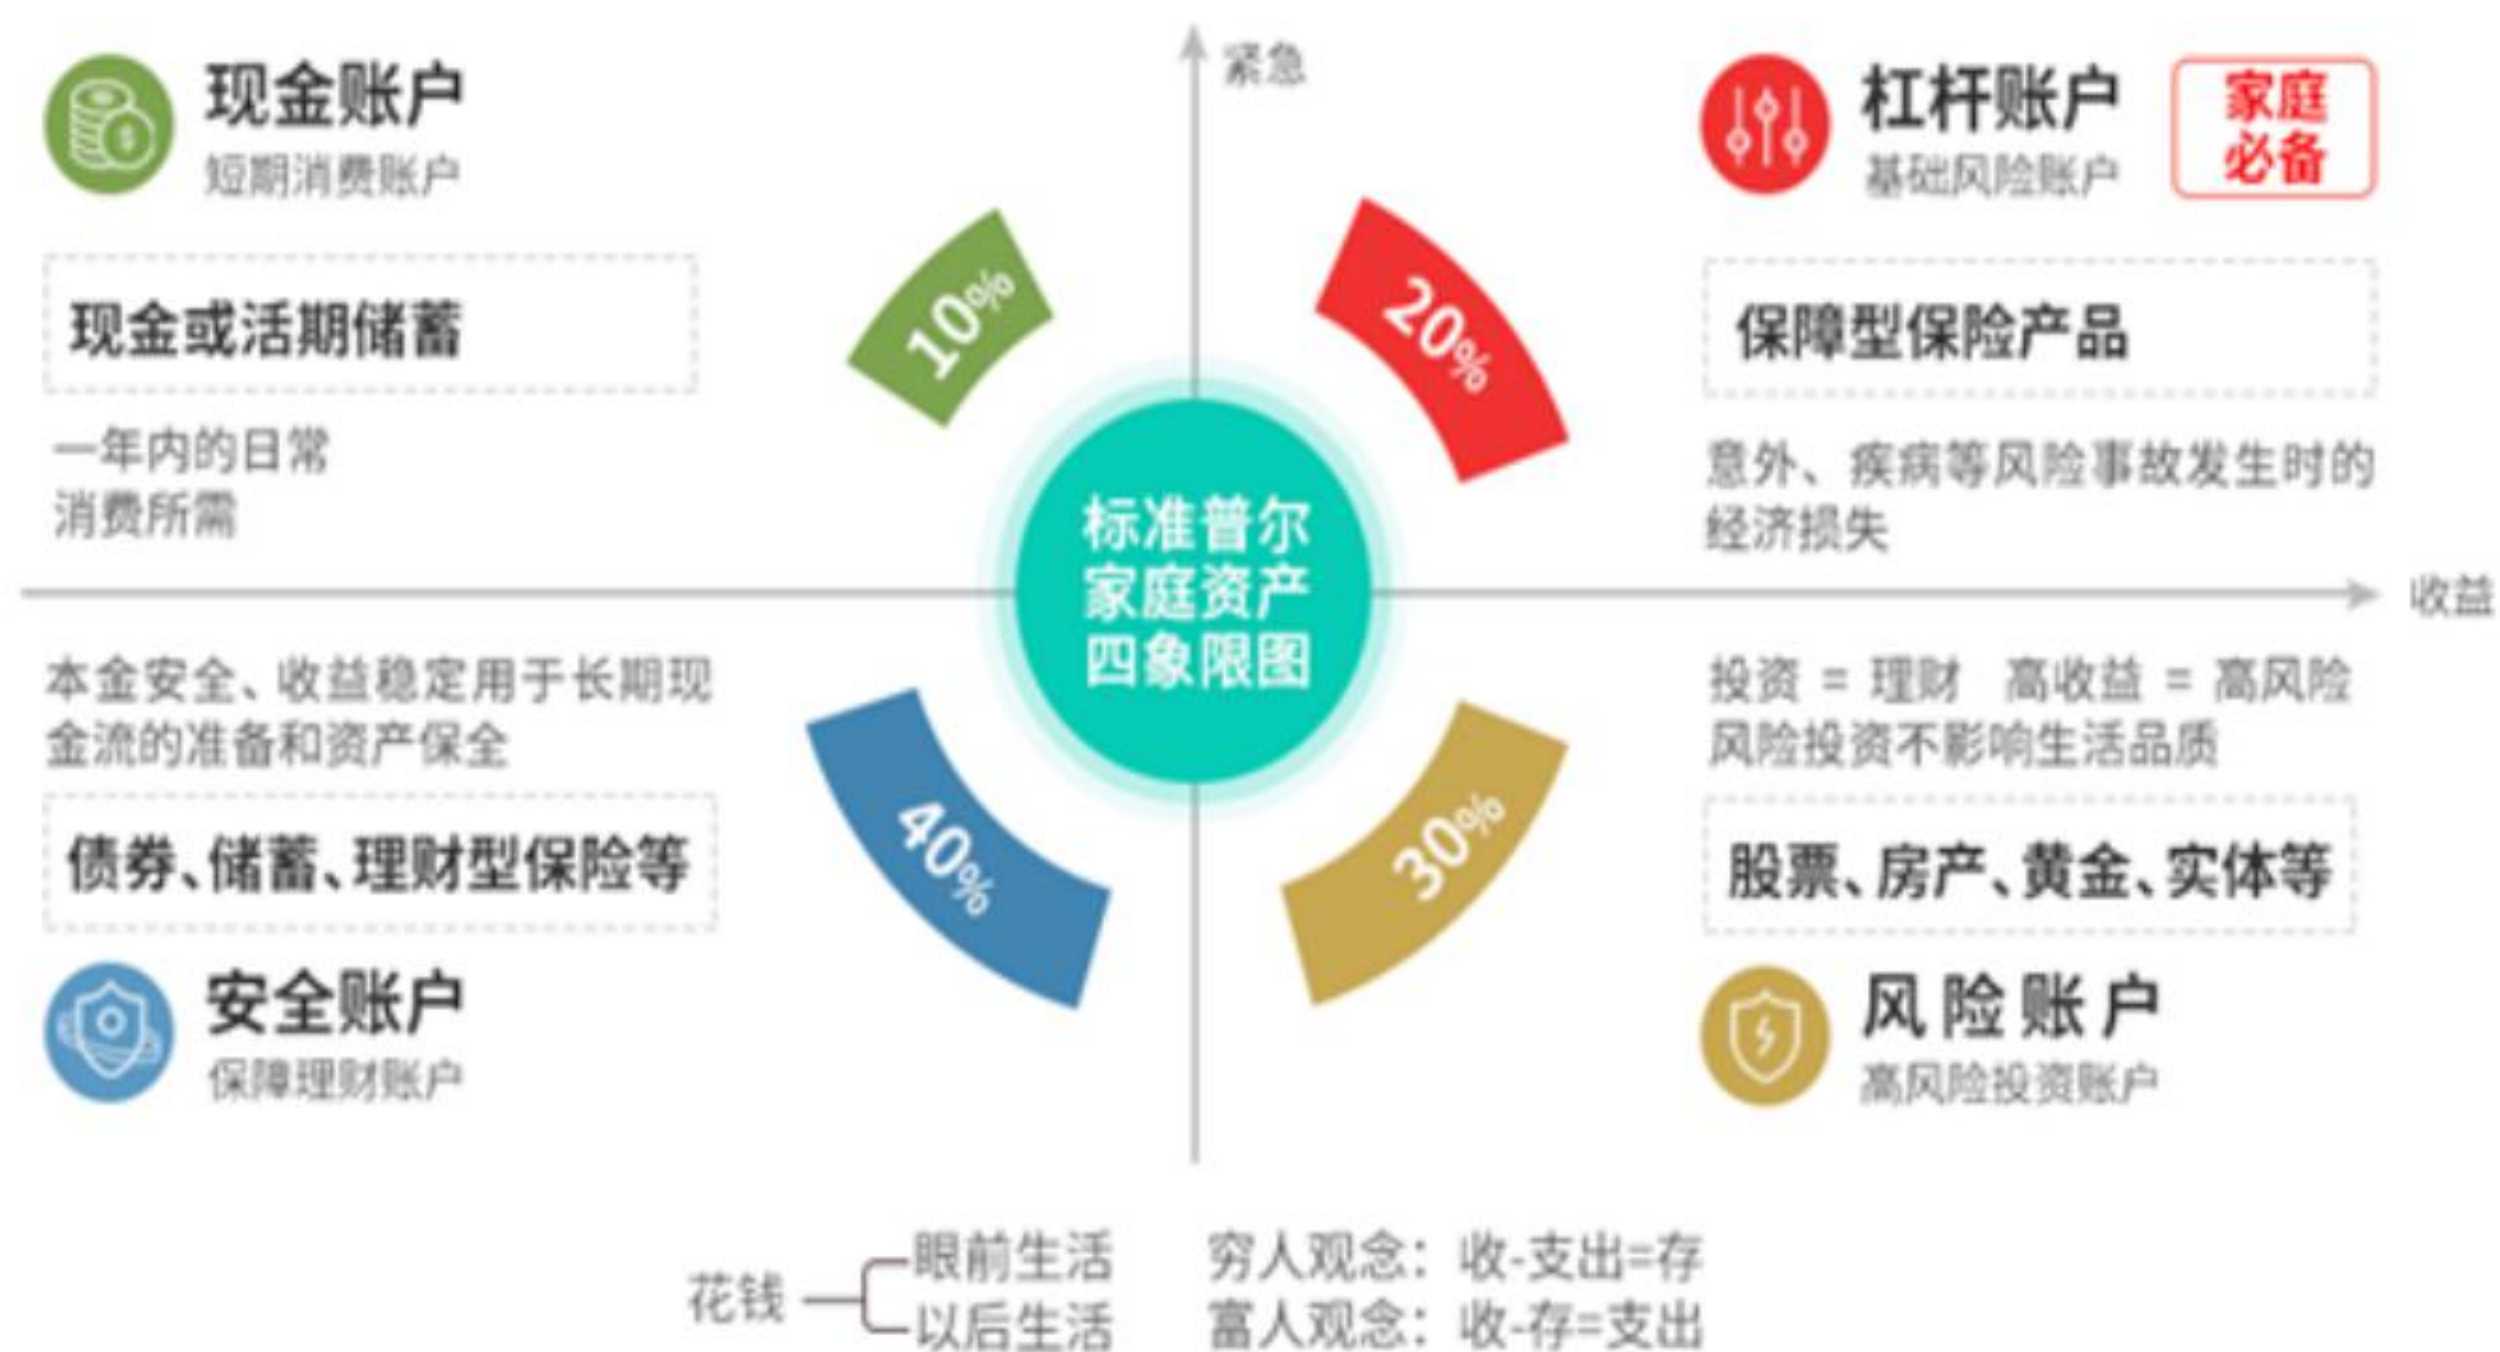 紧急
现金账户
短期消费账户
现金或活期储蓄
一年内的日常
消费所需
10%
杠杆账户
基础风险账户
家庭
必备
保障型保险产品
意外、疾病等风险事故发生时的
经济损失
20%
标准普尔
家庭资产
四象限图
收益
本金安全、收益稳定用于长期现
金流的准备和资产保全
债券、储蓄、理财型保险等
安全账户
保障理财账户
40%
投资 = 理财 高收益 = 高风险
风险投资不影响生活品质
股票、房产、黄金、实体等
风险账户
高风险投资账户
30%
花钱
眼前生活
以后生活
穷人观念：收-支出=存
富人观念：收-存=支出